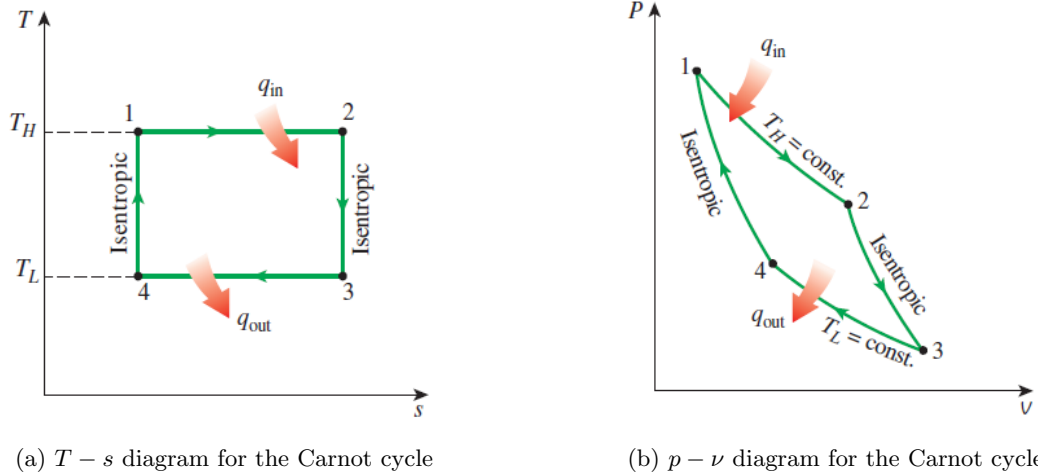 T
q_in
1
2
T_H
Isentropic
Isentropic
T_L
4
3
q_out
s
(a) T − s diagram for the Carnot cycle
P
q_in
1
T_H = const.
Isentropic
2
4
Isentropic
q_out
T_L = const.
3
v
(b) p − ν diagram for the Carnot cycle